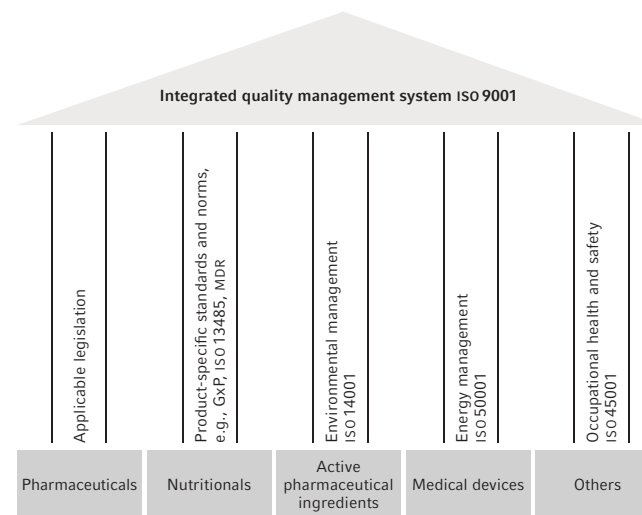 Integrated quality management system ISO 9001
Applicable legislation
Product-specific standards and norms,
e.g., GxP, ISO 13485, MDR
Environmental management
ISO 14001
Energy management
ISO 50001
Occupational health and safety
ISO 45001
Pharmaceuticals
Nutritionals
Active
pharmaceutical
ingredients
Medical devices
Others